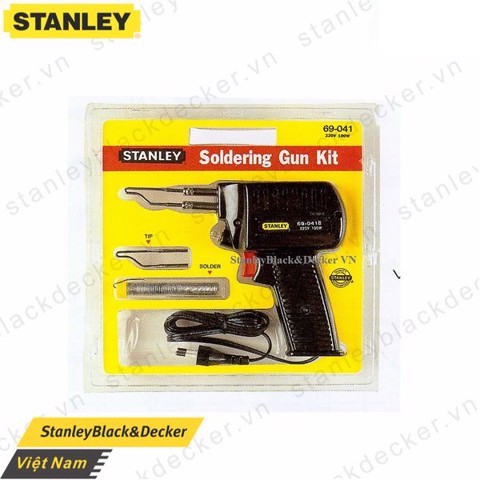 STANLEY
69-041
220V 100W
STANLEY
Soldering Gun Kit
STANLEY
69-041B
220V 100W
TIP
SOLDER
StanleyBlack&Decker VN
STANLEY
StanleyBlack&Decker
Việt Nam
stanleyblackdecker.vn